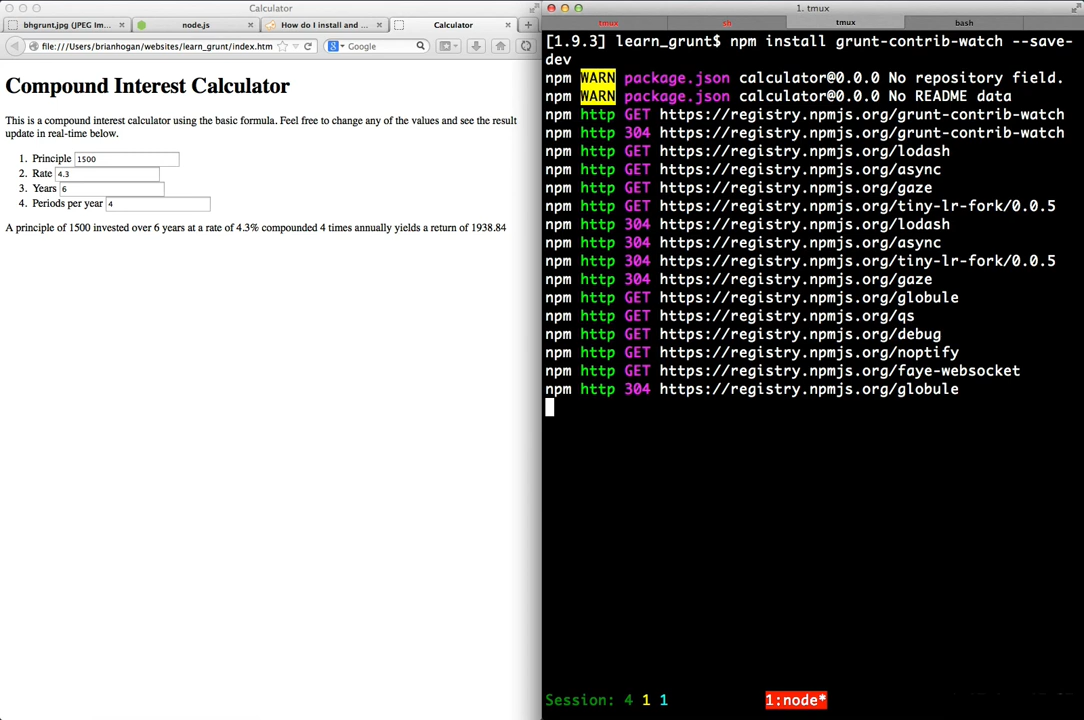 Calculator
bhgrunt.jpg (JPEG Im...
node.js
How do I install and ...
Calculator
file:///Users/brianhogan/websites/learn_grunt/index.htm
Google
Compound Interest Calculator
This is a compound interest calculator using the basic formula. Feel free to change any of the values and see the result
update in real-time below.
1. Principle 1500
2. Rate 4.3
3. Years 6
4. Periods per year 4
A principle of 1500 invested over 6 years at a rate of 4.3% compounded 4 times annually yields a return of 1938.84
1. tmux
tmux
sh
tmux
bash
[1.9.3] learn_grunt$ npm install grunt-contrib-watch --save-
dev
npm WARN package.json calculator@0.0.0 No repository field.
npm WARN package.json calculator@0.0.0 No README data
npm http GET https://registry.npmjs.org/grunt-contrib-watch
npm http 304 https://registry.npmjs.org/grunt-contrib-watch
npm http GET https://registry.npmjs.org/lodash
npm http GET https://registry.npmjs.org/async
npm http GET https://registry.npmjs.org/gaze
npm http GET https://registry.npmjs.org/tiny-lr-fork/0.0.5
npm http 304 https://registry.npmjs.org/lodash
npm http 304 https://registry.npmjs.org/async
npm http 304 https://registry.npmjs.org/tiny-lr-fork/0.0.5
npm http 304 https://registry.npmjs.org/gaze
npm http GET https://registry.npmjs.org/globule
npm http GET https://registry.npmjs.org/qs
npm http GET https://registry.npmjs.org/debug
npm http GET https://registry.npmjs.org/noptify
npm http GET https://registry.npmjs.org/faye-websocket
npm http 304 https://registry.npmjs.org/globule
Session: 4 1 1
1:node*